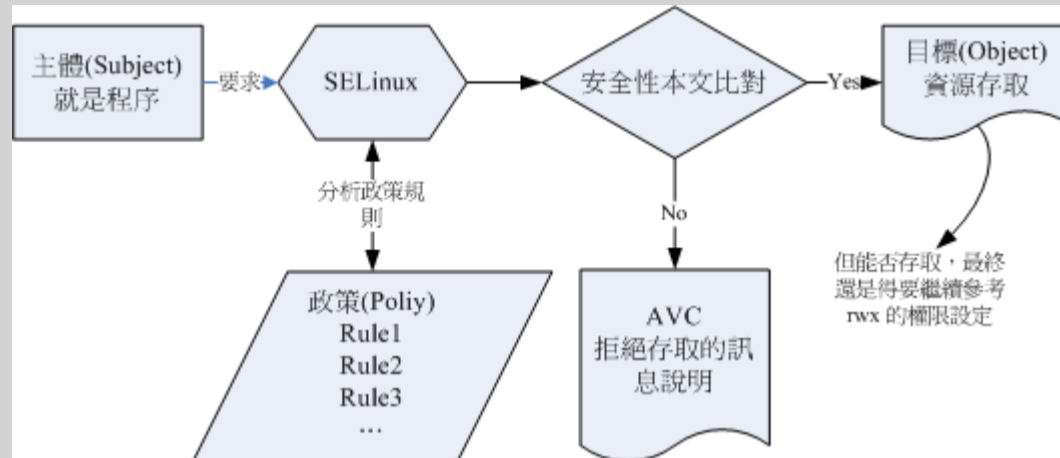 主體(Subject)
就是程序
要求
SELinux
安全性本文比對
Yes
目標(Object)
資源存取
分析政策規
則
No
但能否存取，最終
還是得要繼續參考
rwx 的權限設定
政策(Poliy)
Rule1
Rule2
Rule3
…
AVC
拒絕存取的訊
息說明